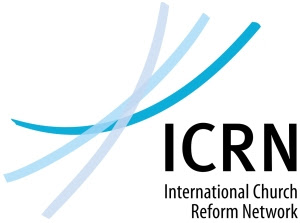 ICRN
International Church
Reform Network